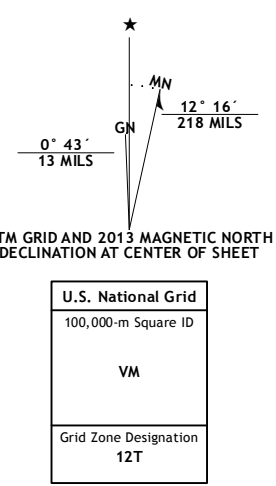 ★
MN
GN
12° 16´
218 MILS
0° 43´
13 MILS
TM GRID AND 2013 MAGNETIC NORTH
DECLINATION AT CENTER OF SHEET
U.S. National Grid
100,000-m Square ID
VM
Grid Zone Designation
12T